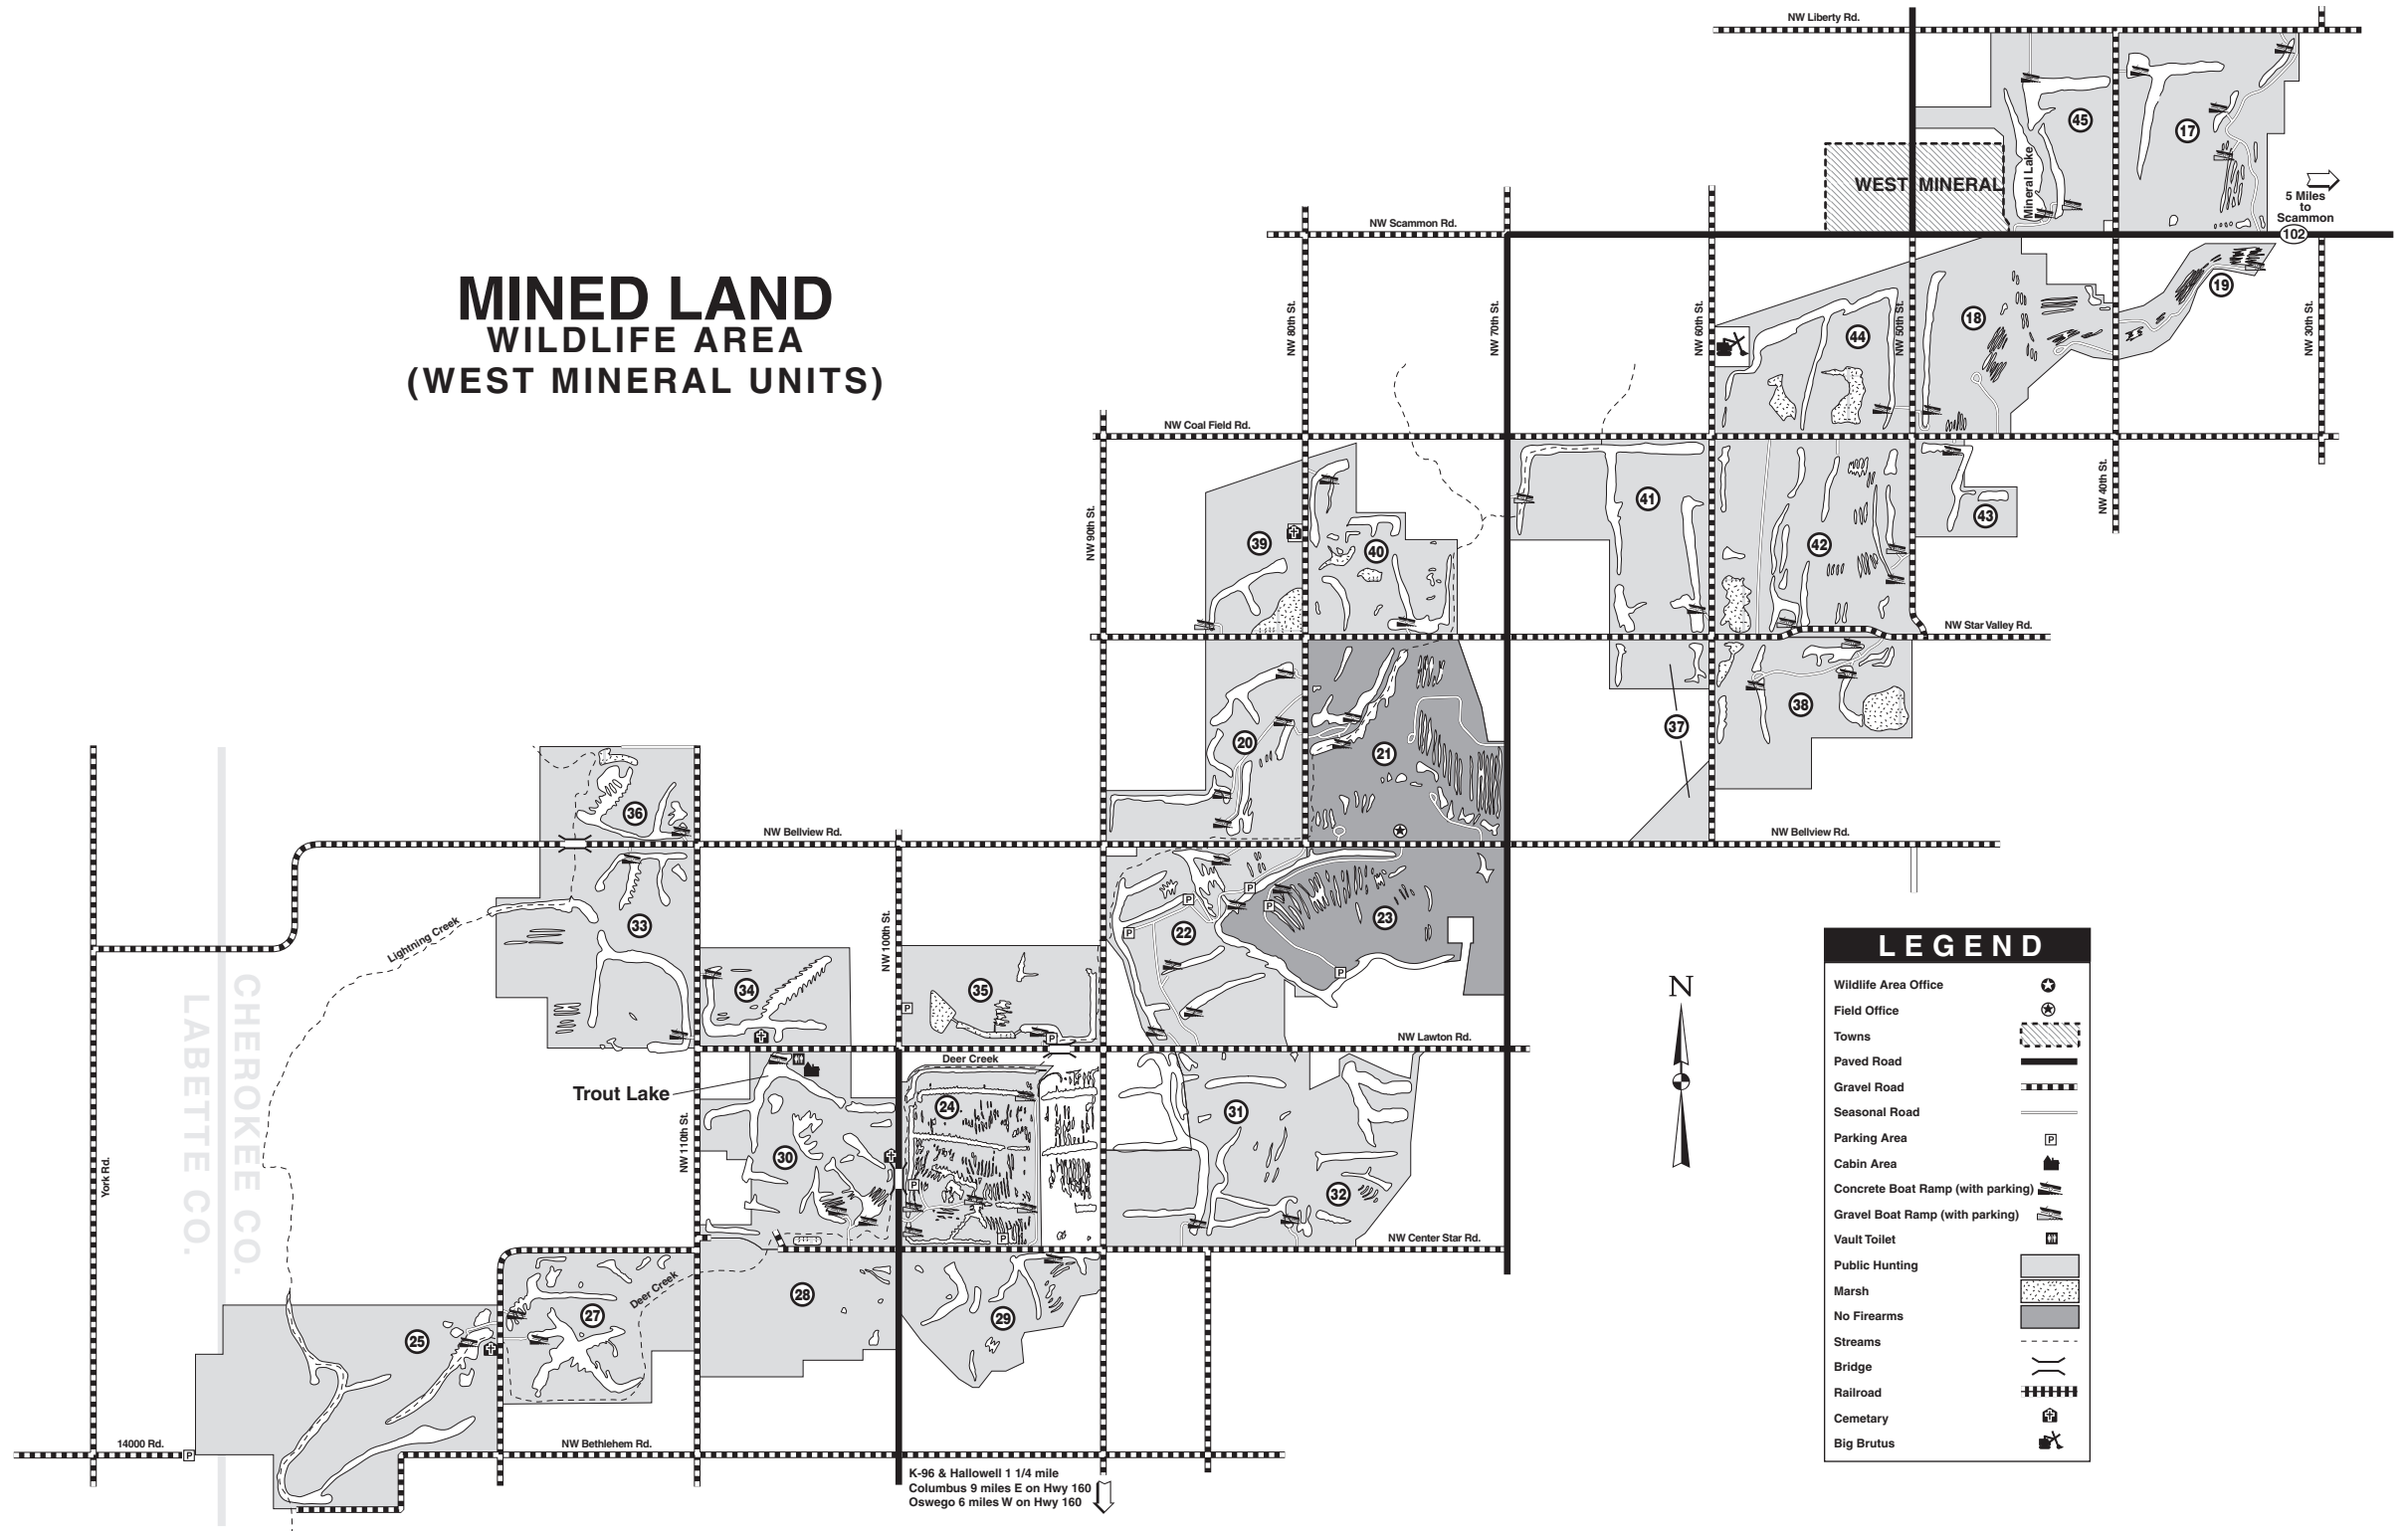 MINED LAND
WILDLIFE AREA
(WEST MINERAL UNITS)
NW Liberty Rd.
45
17
WEST MINERAL
Mineral Lake
5 Miles
to
Scammon
102
NW Scammon Rd.
19
18
44
NW 80th St.
NW 70th St.
NW 60th St.
NW 50th St.
NW 30th St.
NW Coal Field Rd.
NW 90th St.
NW 40th St.
39
40
41
42
43
NW Star Valley Rd.
20
21
37
38
36
NW Bellview Rd.
NW Bellview Rd.
33
Lightning Creek
34
NW 100th St.
35
22
P
P
P
P
P
23
P
P
NW Lawton Rd.
Deer Creek
Trout Lake
24
31
30
32
P
P
NW 110th St.
York Rd.
CHEROKEE CO.
LABETTE CO.
NW Center Star Rd.
Deer Creek
25
27
28
29
14000 Rd.
P
NW Bethlehem Rd.
K-96 & Hallowell 1 1/4 mile
Columbus 9 miles E on Hwy 160
Oswego 6 miles W on Hwy 160
N
LEGEND
Wildlife Area Office
Field Office
Towns
Paved Road
Gravel Road
Seasonal Road
Parking Area P
Cabin Area
Concrete Boat Ramp (with parking)
Gravel Boat Ramp (with parking)
Vault Toilet
Public Hunting
Marsh
No Firearms
Streams
Bridge
Railroad
Cemetary
Big Brutus